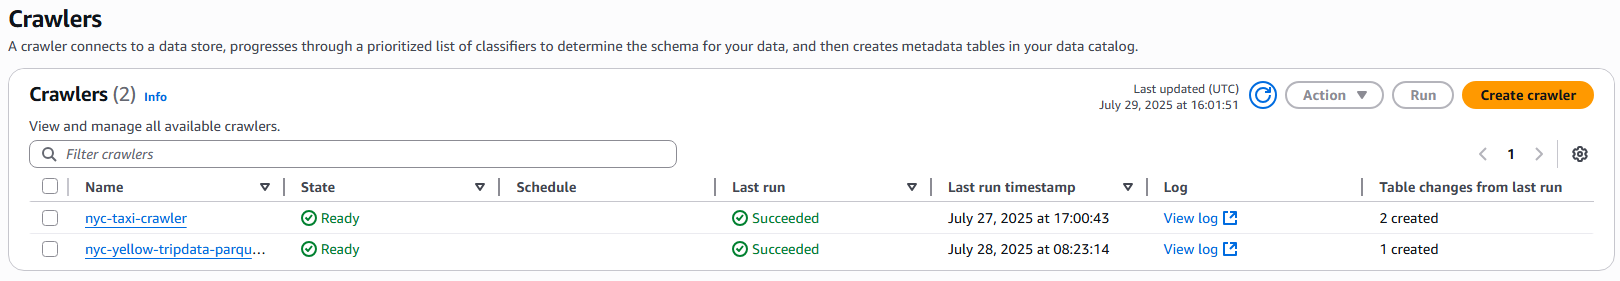 Crawlers
A crawler connects to a data store, progresses through a prioritized list of classifiers to determine the schema for your data, and then creates metadata tables in your data catalog.
Crawlers (2) Info
Last updated (UTC)
July 29, 2025 at 16:01:51
Action
Run
Create crawler
View and manage all available crawlers.
Filter crawlers
1
Name State Schedule Last run Last run timestamp Log Table changes from last run
nyc-taxi-crawler Ready Succeeded July 27, 2025 at 17:00:43 View log 2 created
nyc-yellow-tripdata-parqu... Ready Succeeded July 28, 2025 at 08:23:14 View log 1 created